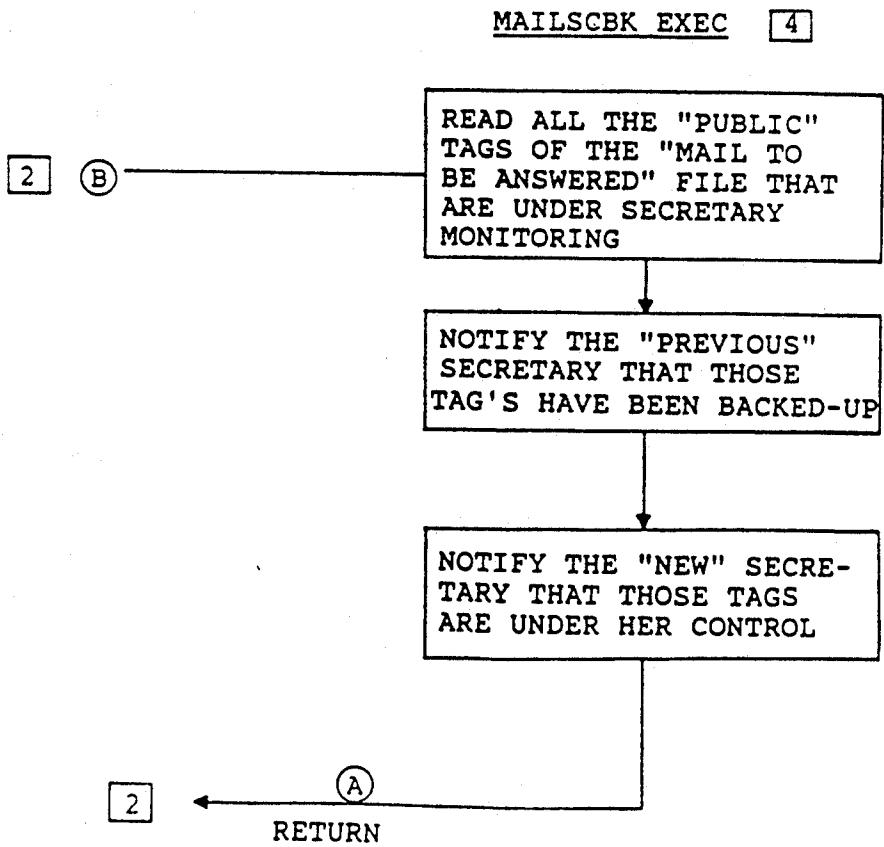 MAILSCBK EXEC 4
READ ALL THE "PUBLIC"
TAGS OF THE "MAIL TO
BE ANSWERED" FILE THAT
ARE UNDER SECRETARY
MONITORING
2 B
NOTIFY THE "PREVIOUS"
SECRETARY THAT THOSE
TAG'S HAVE BEEN BACKED-UP
NOTIFY THE "NEW" SECRE-
TARY THAT THOSE TAGS
ARE UNDER HER CONTROL
A
2
RETURN